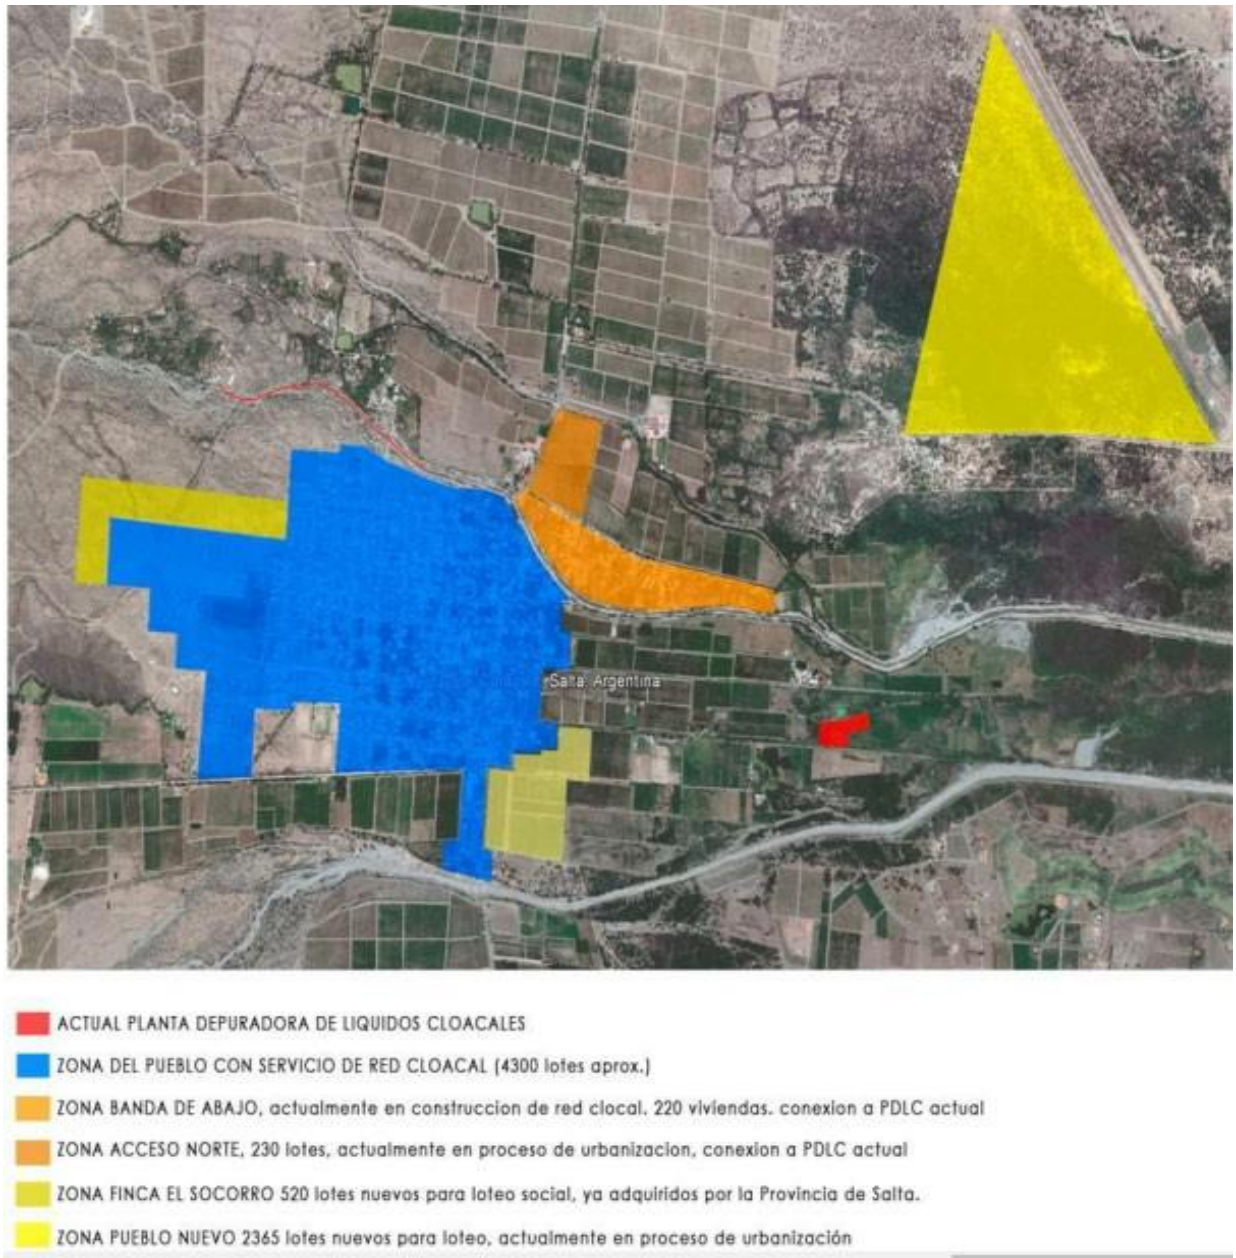 Salta, Argentina
ACTUAL PLANTA DEPURADORA DE LIQUIDOS CLOACALES
ZONA DEL PUEBLO CON SERVICIO DE RED CLOACAL (4300 lotes aprox.)
ZONA BANDA DE ABAJO, actualmente en construccion de red clocal. 220 viviendas. conexion a PDLC actual
ZONA ACCESO NORTE, 230 lotes, actualmente en proceso de urbanizacion, conexion a PDLC actual
ZONA FINCA EL SOCORRO 520 lotes nuevos para loteo social, ya adquiridos por la Provincia de Salta.
ZONA PUEBLO NUEVO 2365 lotes nuevos para loteo, actualmente en proceso de urbanización